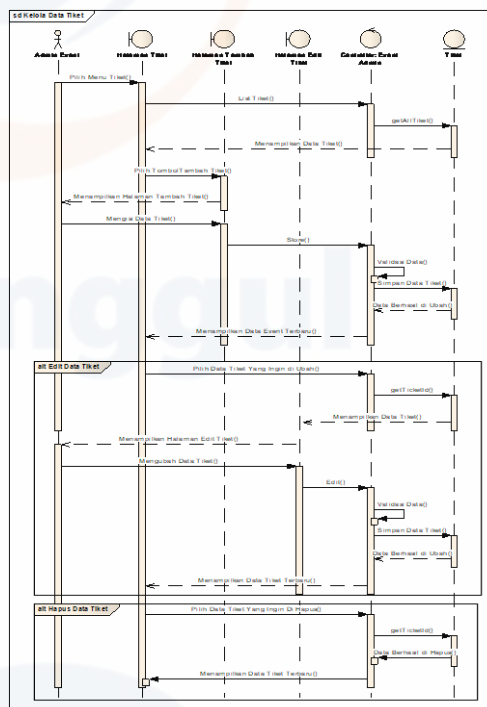 sd Kelola Data Tiket
Agents Event
Halaman Tiket
Halaman Tambah
Tiket
Halaman Edit
Tiket
Controller Event
Agents
Tiket
Pilih Menu Tiket()
List Tiket()
getAllTiket()
Menampilkan Data Tiket()
Pilih Tombol Tambah Tiket()
Menampilkan Halaman Tambah Tiket()
Mengisi Data Tiket()
Store()
Validasi Data()
Simpan Data Tiket()
Data Berhasil di Ubah()
Menampilkan Data Event Terbaru()
alt Edit Data Tiket
Pilih Data Tiket Yang Ingin di Ubah()
getTicketId()
Menampilkan Data Tiket()
Menampilkan Halaman Edit Tiket()
Mengubah Data Tiket()
Edit()
Validasi Data()
Simpan Data Tiket()
Data Berhasil di Ubah()
Menampilkan Data Tiket Terbaru()
alt Hapus Data Tiket
Pilih Data Tiket Yang Ingin Di Hapus()
getTicketId()
Data Berhasil di Hapus()
Menampilkan Data Tiket Terbaru()
nggul